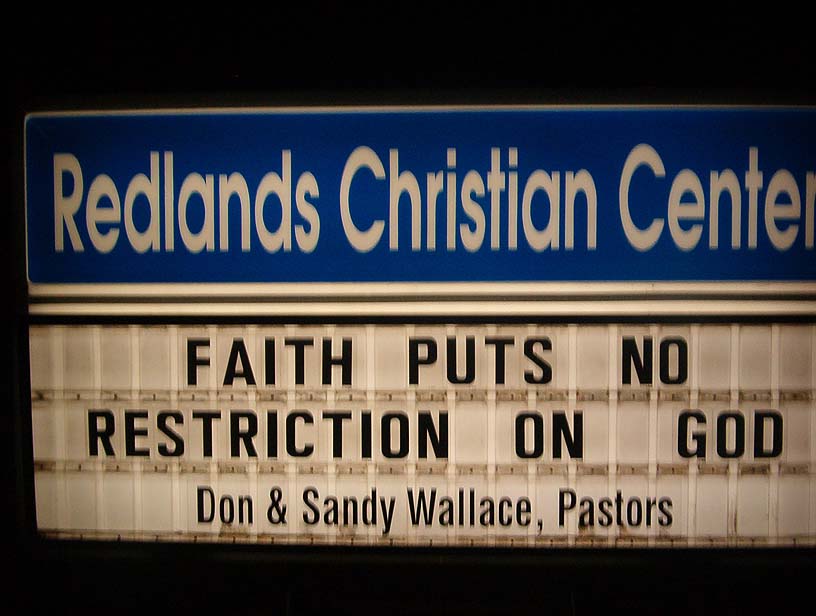 Redlands Christian Center
FAITH PUTS NO
RESTRICTION ON GOD
Don & Sandy Wallace, Pastors